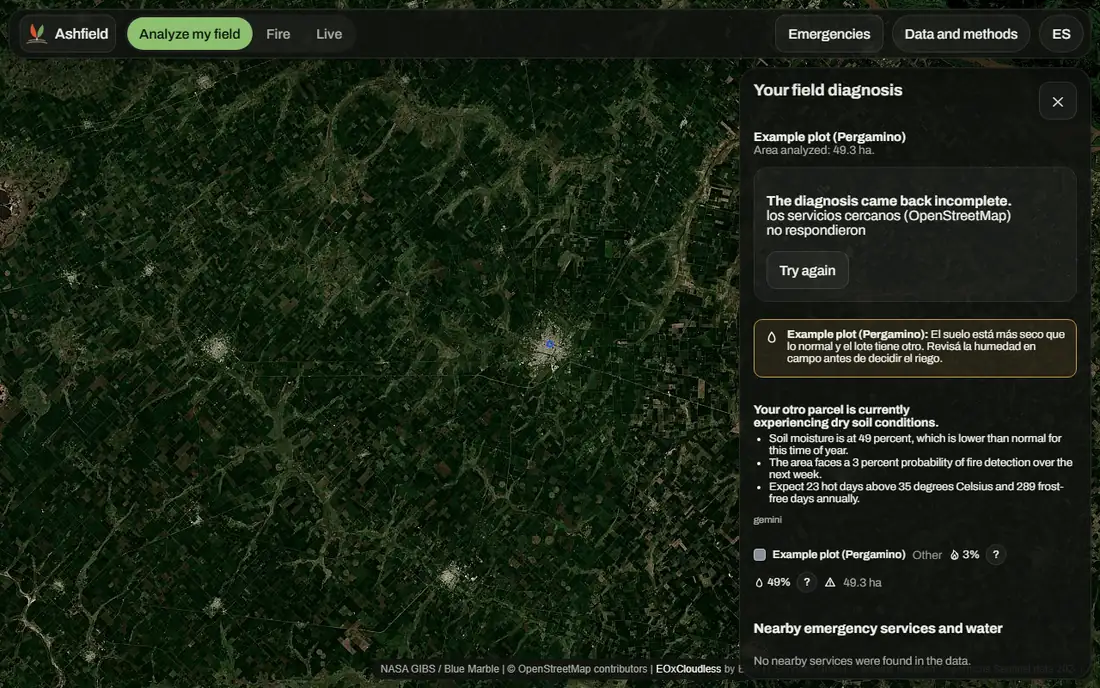 Ashfield
Analyze my field
Fire
Live
Emergencies
Data and methods
ES
Your field diagnosis
Example plot (Pergamino)
Area analyzed: 49.3 ha.
The diagnosis came back incomplete.
los servicios cercanos (OpenStreetMap)
no respondieron
Try again
Example plot (Pergamino): El suelo está más seco que
lo normal y el lote tiene otro. Revisá la humedad en
campo antes de decidir el riego.
Your otro parcel is currently
experiencing dry soil conditions.
• Soil moisture is at 49 percent, which is lower than normal for
this time of year.
• The area faces a 3 percent probability of fire detection over the
next week.
• Expect 23 hot days above 35 degrees Celsius and 289 frost-
free days annually.
gemini
Example plot (Pergamino) Other 3% ?
49% ? 49.3 ha
Nearby emergency services and water
No nearby services were found in the data.
NASA GIBS / Blue Marble | © OpenStreetMap contributors | EOxCloudless by